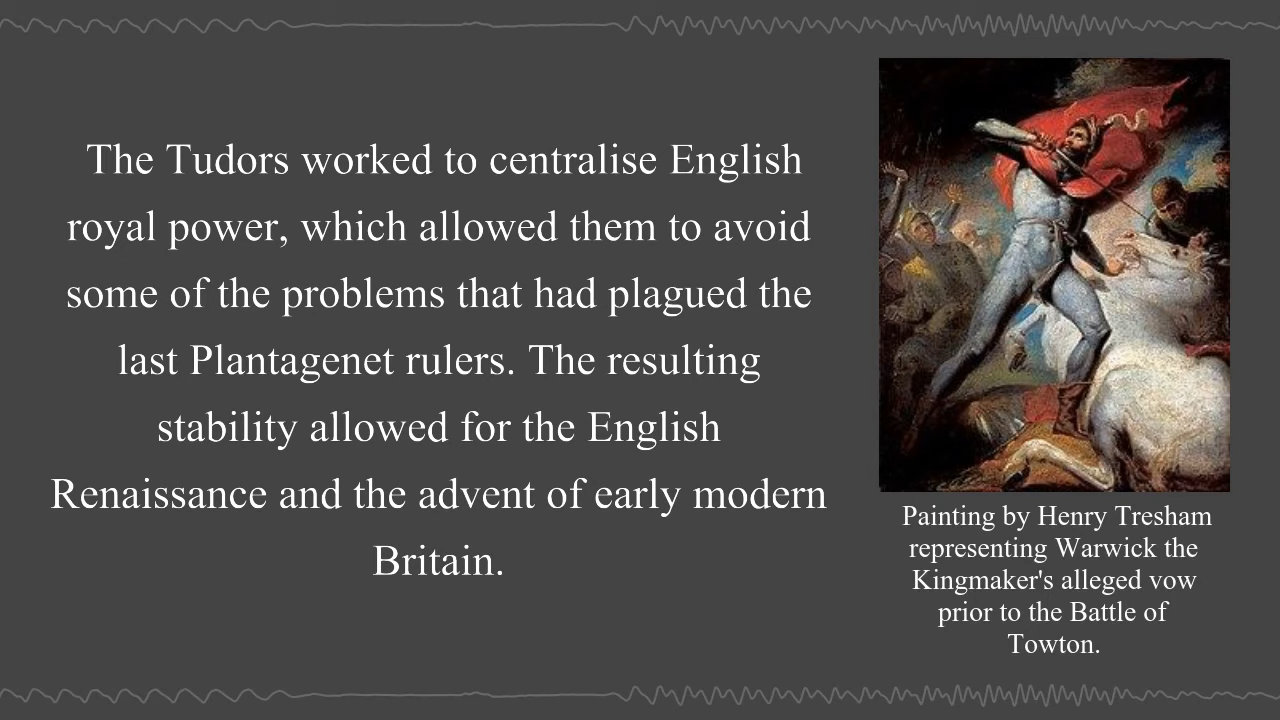 The Tudors worked to centralise English
royal power, which allowed them to avoid
some of the problems that had plagued the
last Plantagenet rulers. The resulting
stability allowed for the English
Renaissance and the advent of early modern
Britain.
Painting by Henry Tresham
representing Warwick the
Kingmaker's alleged vow
prior to the Battle of
Towton.